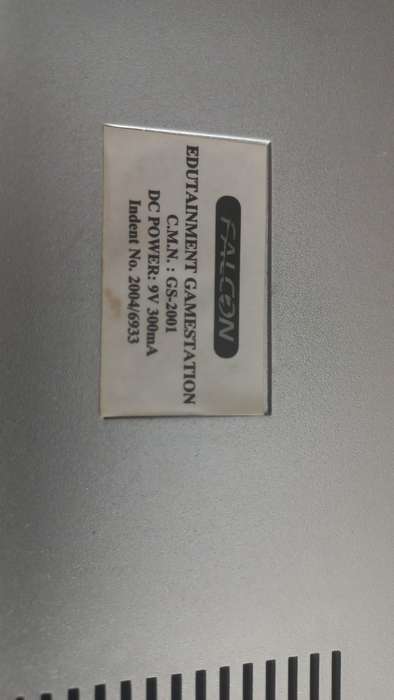 FALCON
EDUTAINMENT GAMESTATION
C.M.N. : GS-2001
DC POWER: 9V 300mA
Indent No. 2004/6933